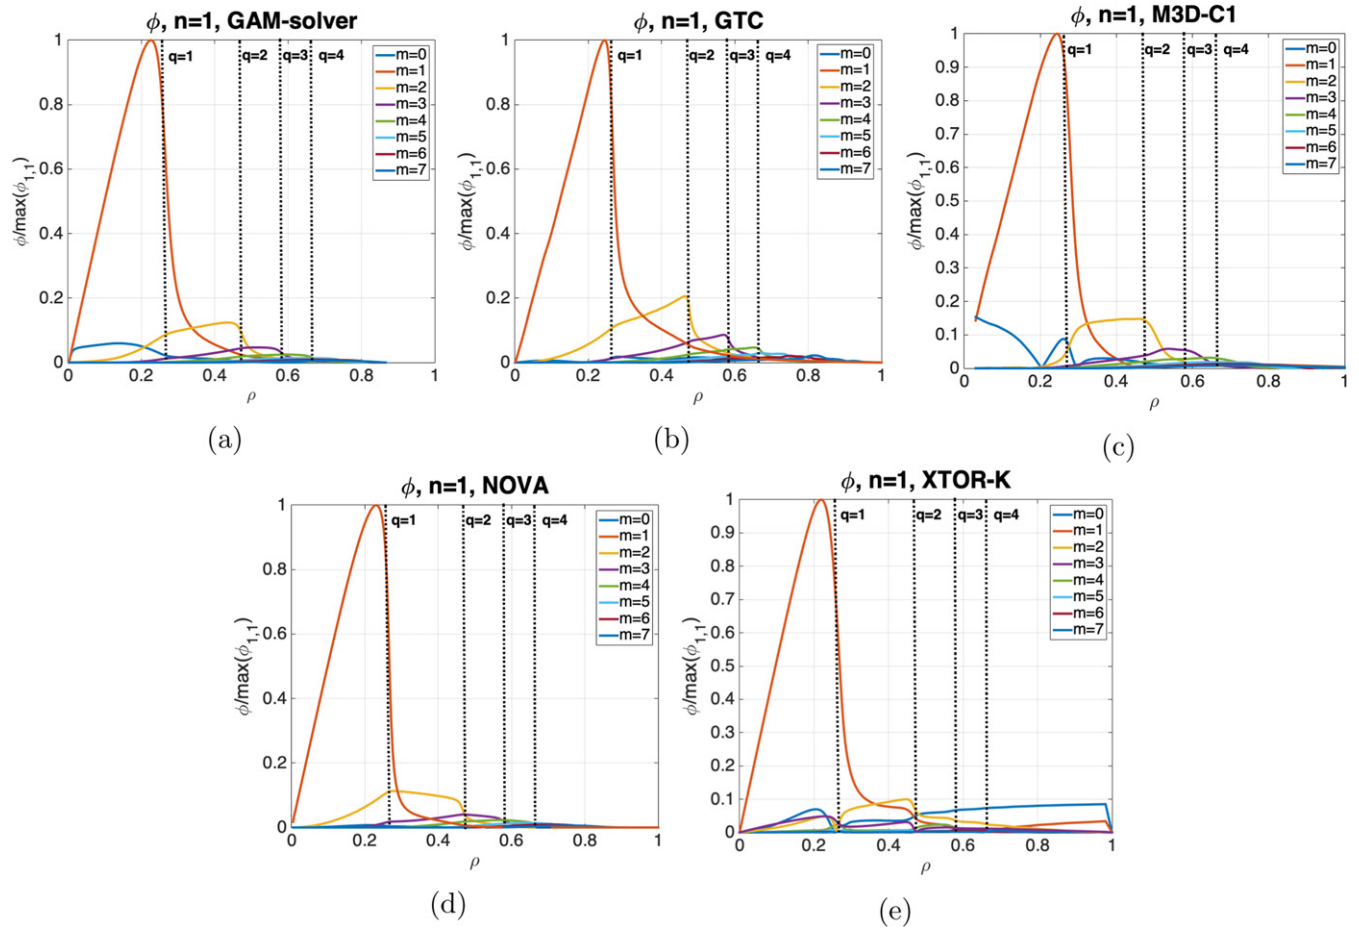 ϕ, n=1, GAM-solver
ϕ/max(ϕ1,1)
1
0.8
0.6
0.4
0.2
0
0 0.2 0.4 0.6 0.8 1
ρ
q=1 q=2 q=3 q=4
m=0
m=1
m=2
m=3
m=4
m=5
m=6
m=7
(a)
ϕ, n=1, GTC
ϕ/max(ϕ1,1)
1
0.8
0.6
0.4
0.2
0
0 0.2 0.4 0.6 0.8 1
ρ
q=1 q=2 q=3 q=4
m=0
m=1
m=2
m=3
m=4
m=5
m=6
m=7
(b)
ϕ, n=1, M3D-C1
ϕ/max(ϕ1,1)
1
0.9
0.8
0.7
0.6
0.5
0.4
0.3
0.2
0.1
0
0 0.2 0.4 0.6 0.8 1
ρ
q=1 q=2 q=3 q=4
m=0
m=1
m=2
m=3
m=4
m=5
m=6
m=7
(c)
ϕ, n=1, NOVA
ϕ/max(ϕ1,1)
1
0.8
0.6
0.4
0.2
0
0 0.2 0.4 0.6 0.8 1
ρ
q=1 q=2 q=3 q=4
m=0
m=1
m=2
m=3
m=4
m=5
m=6
m=7
(d)
ϕ, n=1, XTOR-K
ϕ/max(ϕ1,1)
1
0.9
0.8
0.7
0.6
0.5
0.4
0.3
0.2
0.1
0
0 0.2 0.4 0.6 0.8 1
ρ
q=1 q=2 q=3 q=4
m=0
m=1
m=2
m=3
m=4
m=5
m=6
m=7
(e)